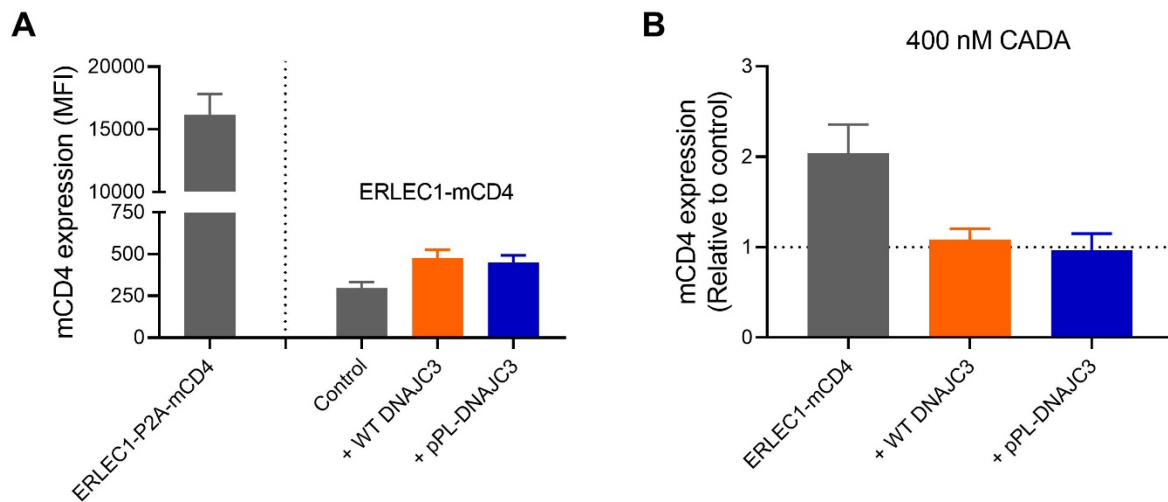 A
mCD4 expression (MFI)
20000
15000
10000
750
500
250
0
ERLEC1-mCD4
ERLEC1-P2A-mCD4
Control
+ WT DNAJC3
+ pPL-DNAJC3
B
400 nM CADA
mCD4 expression
(Relative to control)
3
2
1
0
ERLEC1-mCD4
+ WT DNAJC3
+ pPL-DNAJC3